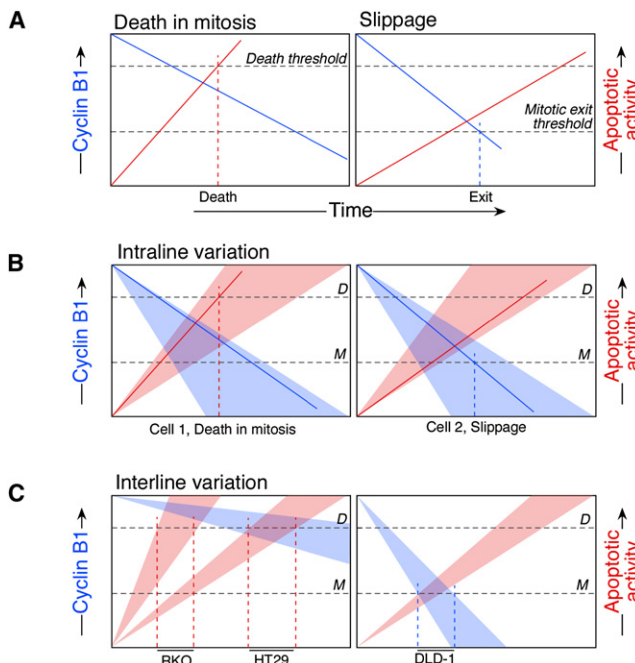 A
Death in mitosis
Slippage
Cyclin B1
Death threshold
Mitotic exit
threshold
Apoptotic
activity
Death
Exit
Time
B
Intraline variation
Cyclin B1
D
M
D
M
Apoptotic
activity
Cell 1, Death in mitosis
Cell 2, Slippage
C
Interline variation
Cyclin B1
D
M
D
M
Apoptotic
activity
RKO
HT29
DLD-1